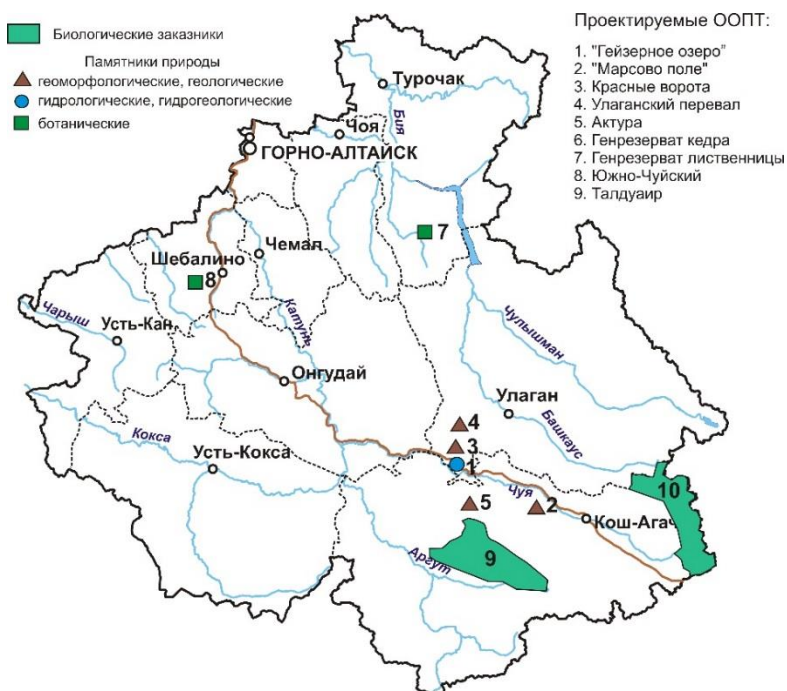 Биологические заказники
Памятники природы
геоморфологические, геологические
гидрологические, гидрогеологические
ботанические
Проектируемые ООПТ:
1. "Гейзерное озеро"
2. "Марсово поле"
3. Красные ворота
4. Улаганский перевал
5. Актура
6. Генрезерват кедра
7. Генрезерват лиственницы
8. Южно-Чуйский
9. Талдуаир
Турочак
Бия
Чоя
ГОРНО-АЛТАЙСК
7
Чемал
Шебалино
8
Чарыш
Усть-Кан
Катунь
Чулышман
Онгудай
Улаган
Башкаус
4
3
Кокса
Усть-Кокса
1
Чуя
10
5
2
Кош-Агач
Аргут
9